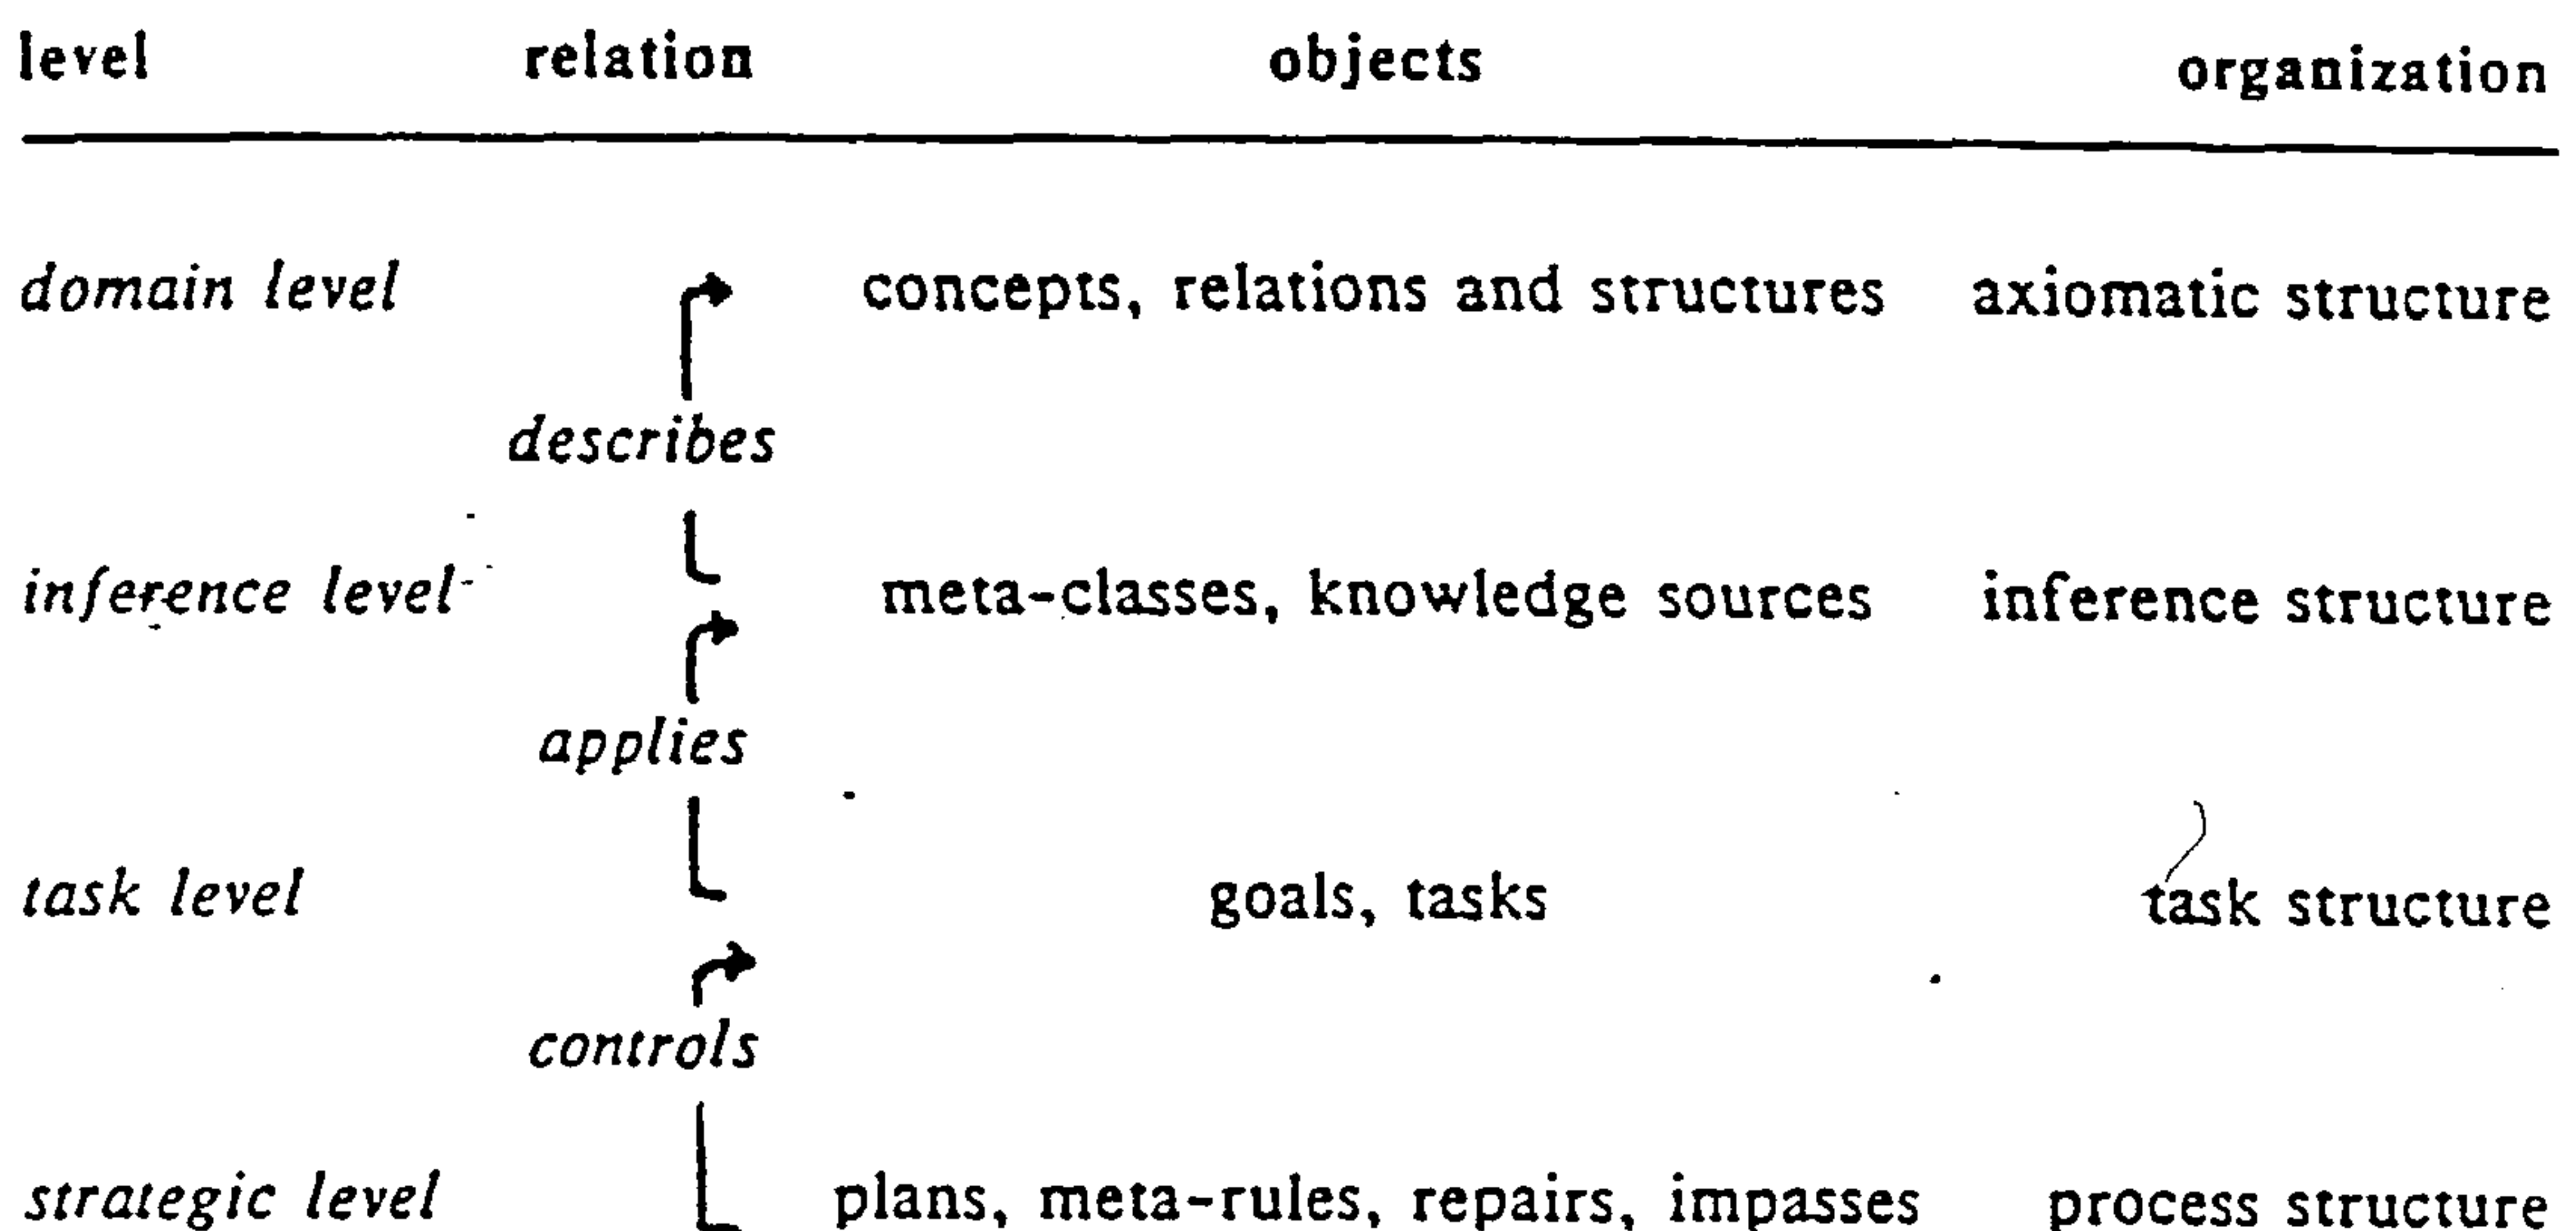 level relation objects organization
domain level concepts, relations and structures axiomatic structure
describes
inference level meta-classes, knowledge sources inference structure
applies
task level goals, tasks task structure
controls
strategic level plans, meta-rules, repairs, impasses process structure